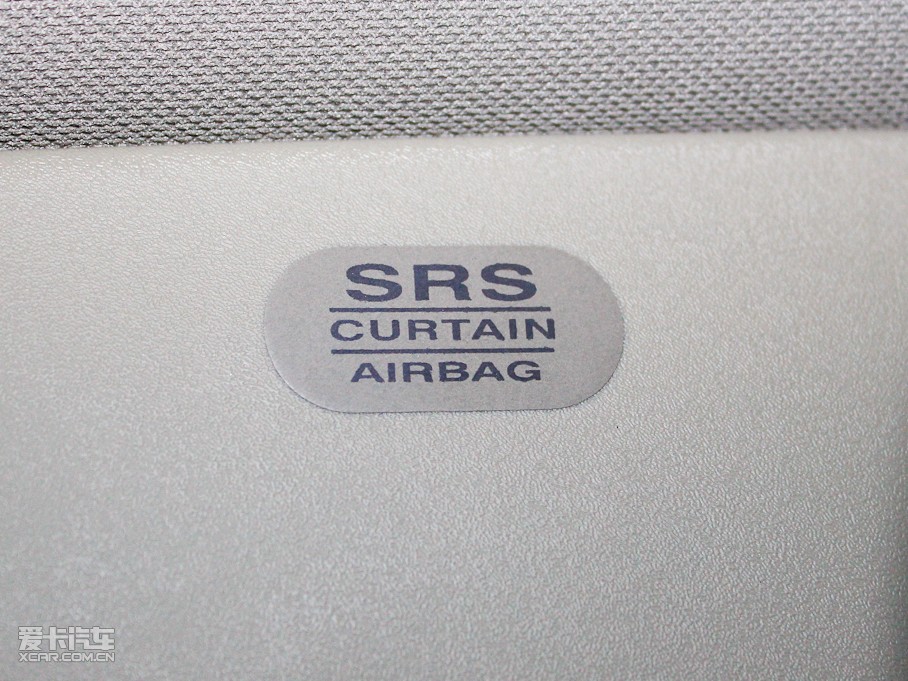 SRS
CURTAIN
AIRBAG
爱卡汽车
XCAR.COM.CN